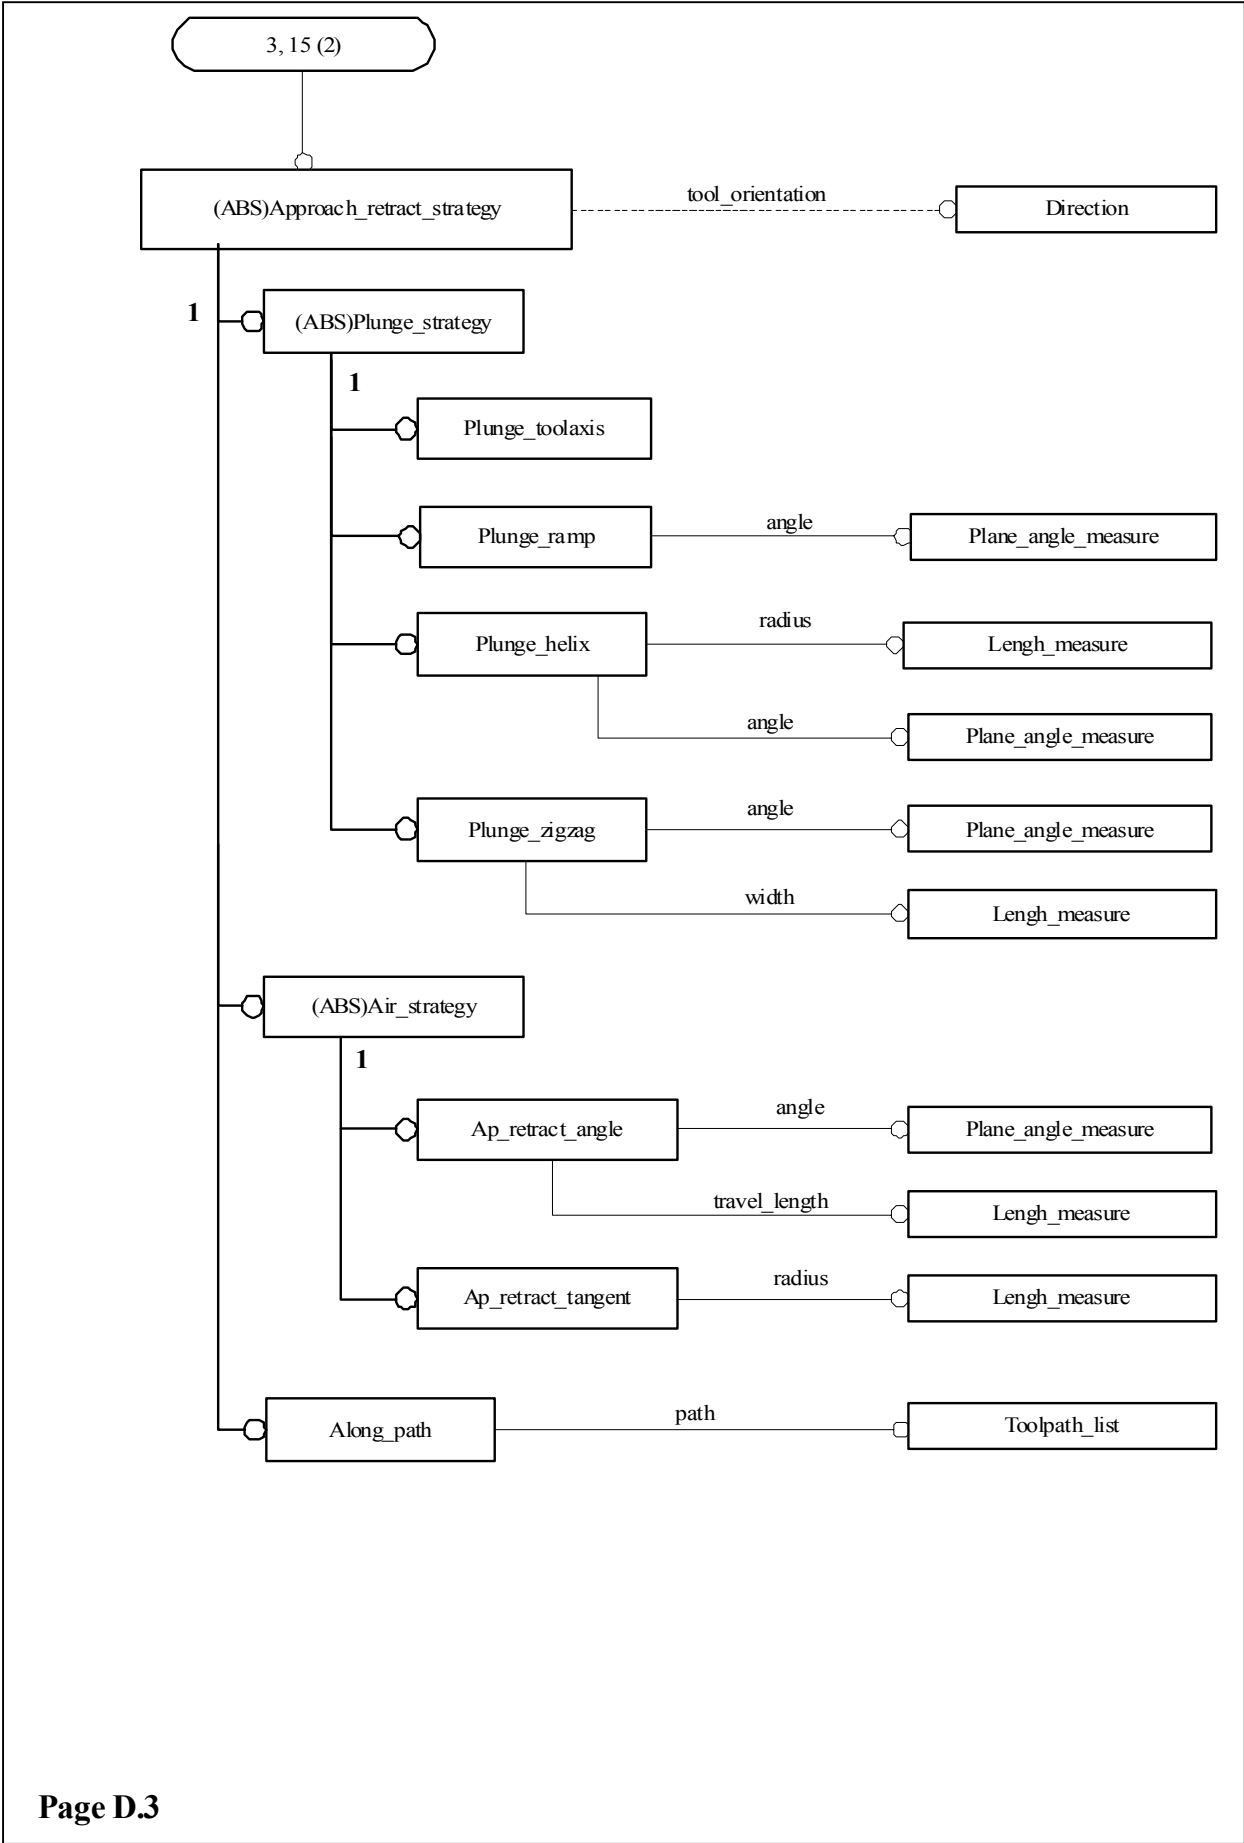 3, 15 (2)
(ABS)Approach_retract_strategy
tool_orientation
Direction
1
(ABS)Plunge_strategy
1
Plunge_toolaxis
Plunge_ramp
angle
Plane_angle_measure
Plunge_helix
radius
Lengh_measure
angle
Plane_angle_measure
Plunge_zigzag
angle
Plane_angle_measure
width
Lengh_measure
(ABS)Air_strategy
1
Ap_retract_angle
angle
Plane_angle_measure
travel_length
Lengh_measure
Ap_retract_tangent
radius
Lengh_measure
Along_path
path
Toolpath_list
Page D.3